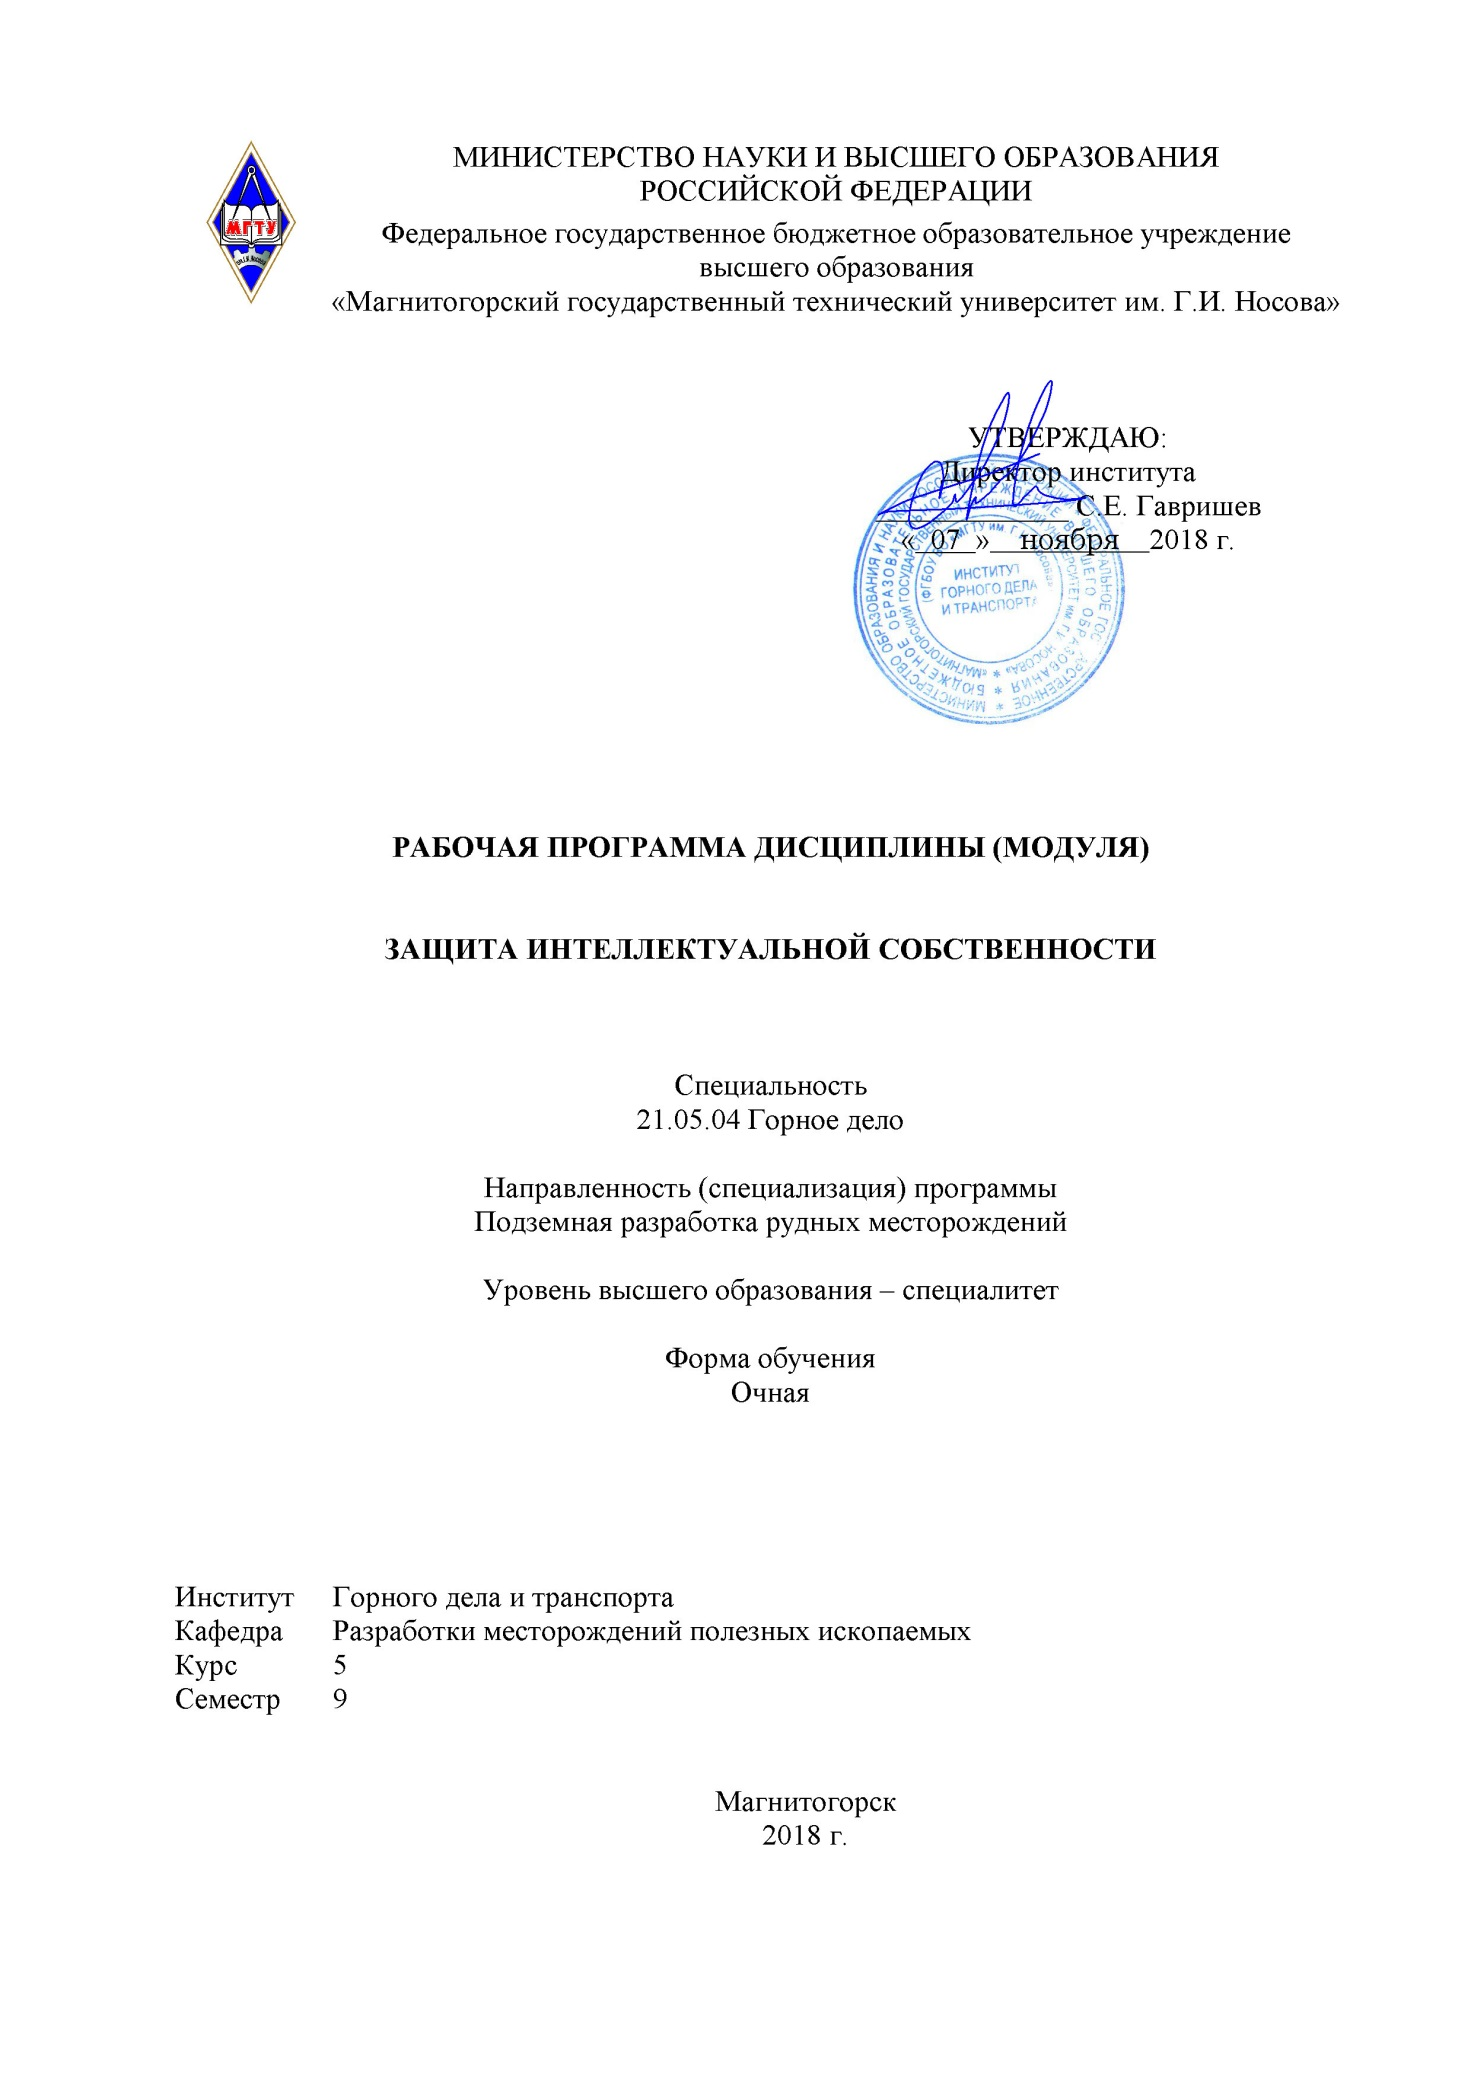 МИНИСТЕРСТВО НАУКИ И ВЫСШЕГО ОБРАЗОВАНИЯ
РОССИЙСКОЙ ФЕДЕРАЦИИ
Федеральное государственное бюджетное образовательное учреждение
высшего образования
«Магнитогорский государственный технический университет им. Г.И. Носова»
МГТУ
УТВЕРЖДАЮ:
Директор института
С.Е. Гавришев
«_07_»__ноября__2018 г.
ИНСТИТУТ
ГОРНОГО ДЕЛА
И ТРАНСПОРТА
РАБОЧАЯ ПРОГРАММА ДИСЦИПЛИНЫ (МОДУЛЯ)
ЗАЩИТА ИНТЕЛЛЕКТУАЛЬНОЙ СОБСТВЕННОСТИ
Специальность
21.05.04 Горное дело
Направленность (специализация) программы
Подземная разработка рудных месторождений
Уровень высшего образования – специалитет
Форма обучения
Очная
Институт Горного дела и транспорта
Кафедра Разработки месторождений полезных ископаемых
Курс 5
Семестр 9
Магнитогорск
2018 г.